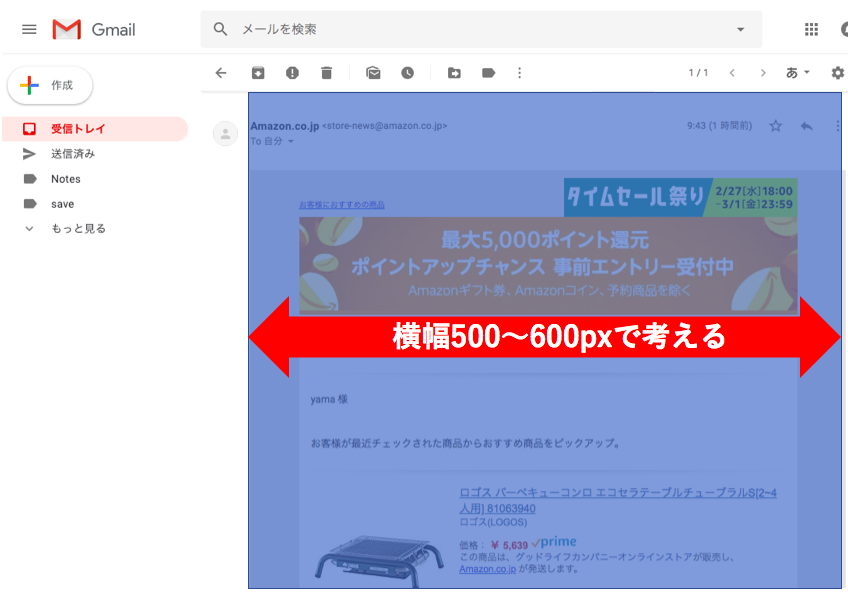 Gmail
メールを検索
作成
1 / 1
あ
受信トレイ
送信済み
Notes
save
もっと見る
Amazon.co.jp <store-news@amazon.co.jp>
9:43 (1 時間前)
To 自分
お客様におすすめの商品
タイムセール祭り
2/27[水]18:00
-3/1[金]23:59
最大5,000ポイント還元
ポイントアップチャンス 事前エントリー受付中
Amazonギフト券、Amazonコイン、予約商品を除く
横幅500〜600pxで考える
yama 様
お客様が最近チェックされた商品からおすすめ商品をピックアップ。
ロゴス バーベキューコンロ エコセラテーブルチューブラルS[2~4
人用] 81063940
ロゴス(LOGOS)
価格： ￥ 5,639 prime
この商品は、グッドライフカンパニーオンラインストアが販売し、
Amazon.co.jp が発送します。